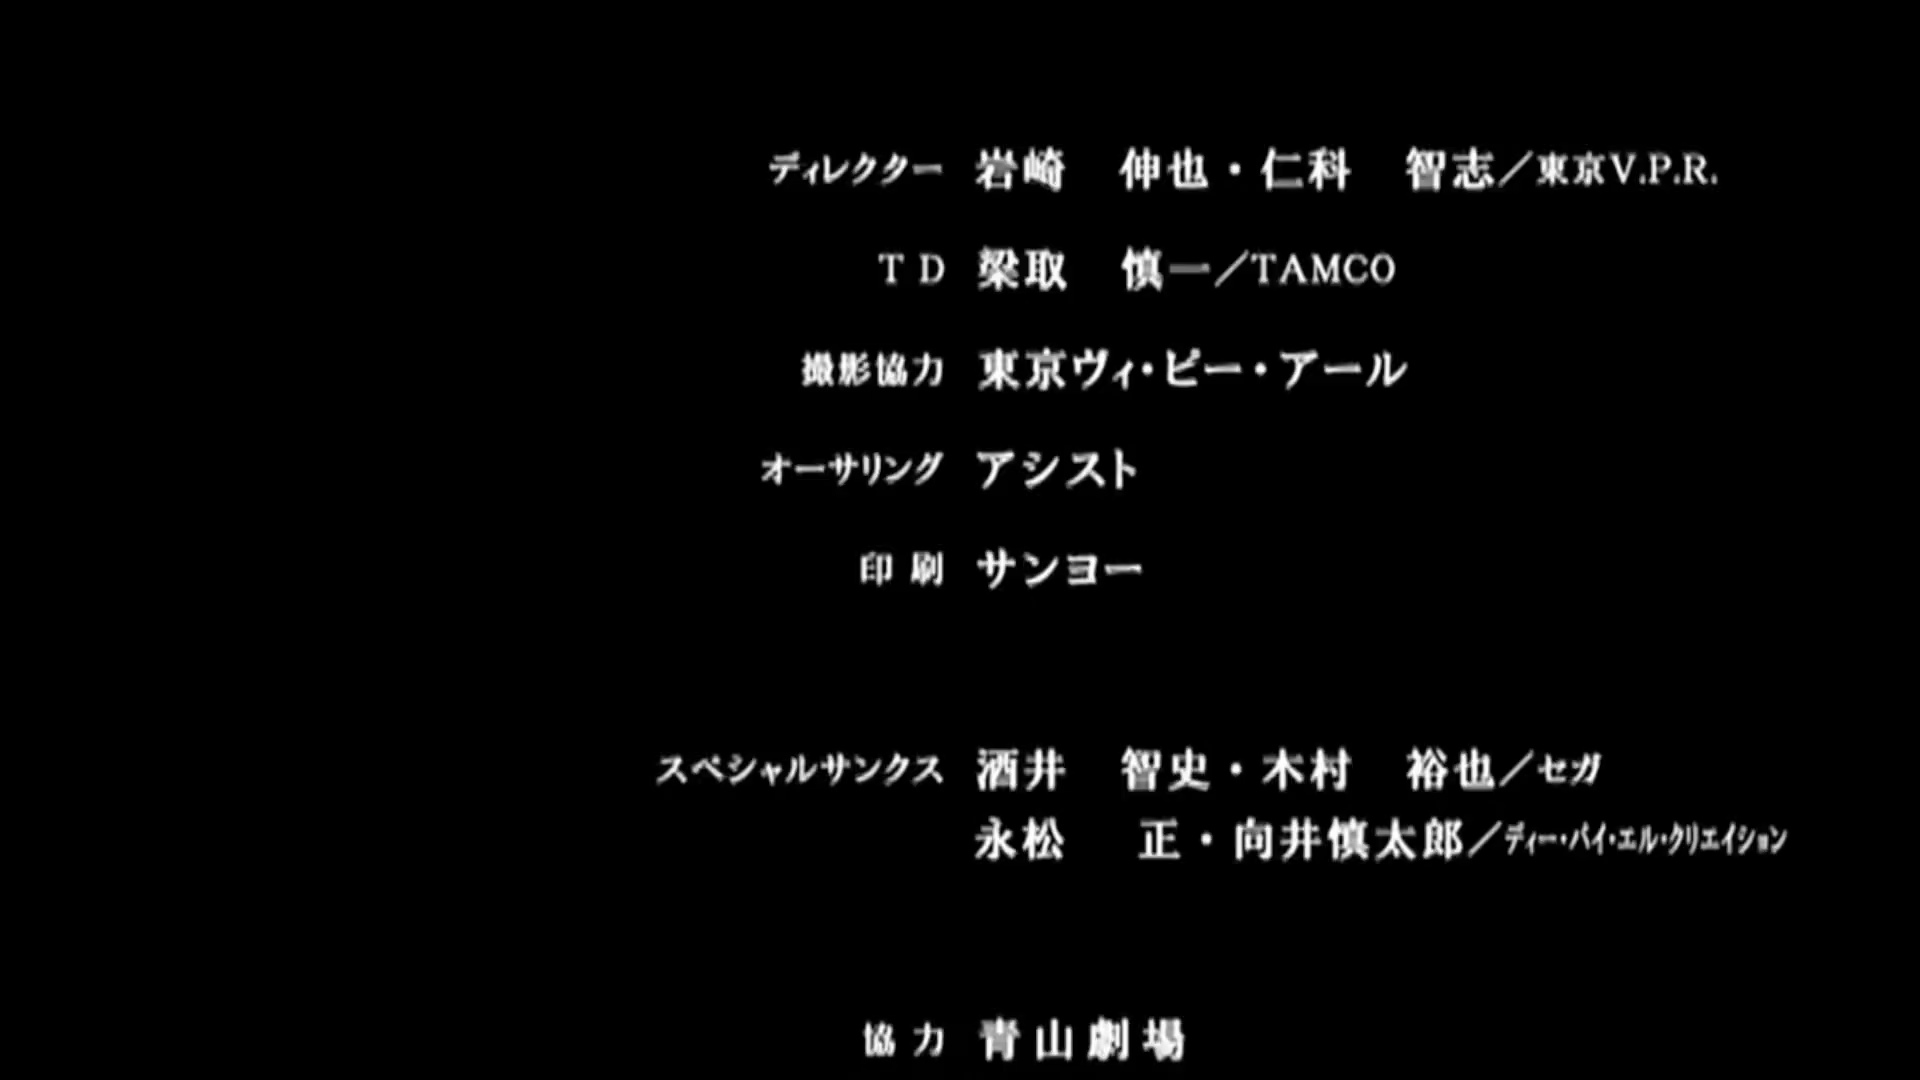 ディレクター 岩崎 伸也・仁科 智志／東京V.P.R.
TD 梁取 慎一／TAMCO
撮影協力 東京ヴィ・ピー・アール
オーサリング アシスト
印刷 サンヨー
スペシャルサンクス 酒井 智史・木村 裕也／セガ
永松 正・向井慎太郎／ディー・バイ・エル・クリエイション
協力 青山劇場